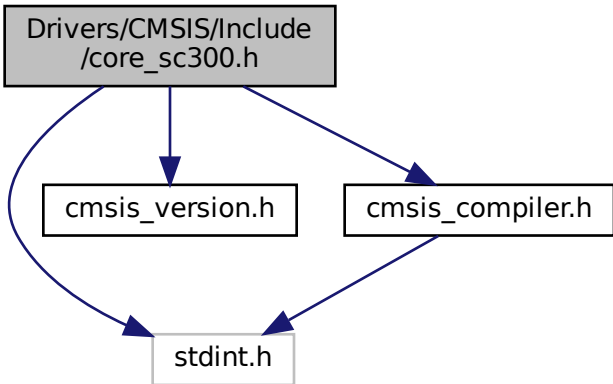 Drivers/CMSIS/Include
/core_sc300.h
cmsis_version.h
cmsis_compiler.h
stdint.h